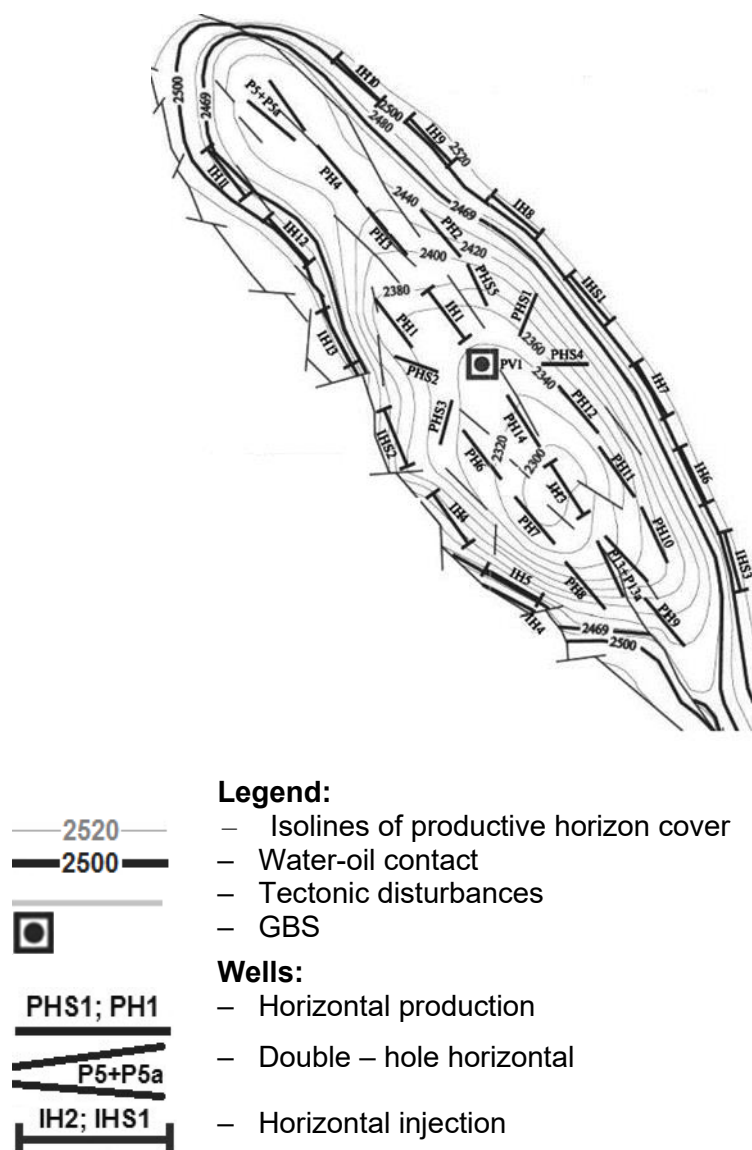 IH10
2500
2469
P5+P5a
2500
2480
IH9
2520
IH11
PH4
2440
2469
IH8
IH12
PH3
PH2
2420
2400
PHS5
IHS1
2380
IH1
PHS1
IH13
PH1
2360
PHS2
PV1
PHS4
2340
IH7
PHS3
PH12
IHS2
PH14
2320
PH6
2300
IH6
JH3
PH11
IH4
PH7
PH10
IHS3
IH5
PH8
P13+P13a
IH4
PH9
2469
2500
Legend:
2520 – Isolines of productive horizon cover
2500 – Water-oil contact
– Tectonic disturbances
– GBS
Wells:
PHS1; PH1 – Horizontal production
P5+P5a – Double – hole horizontal
IH2; IHS1 – Horizontal injection